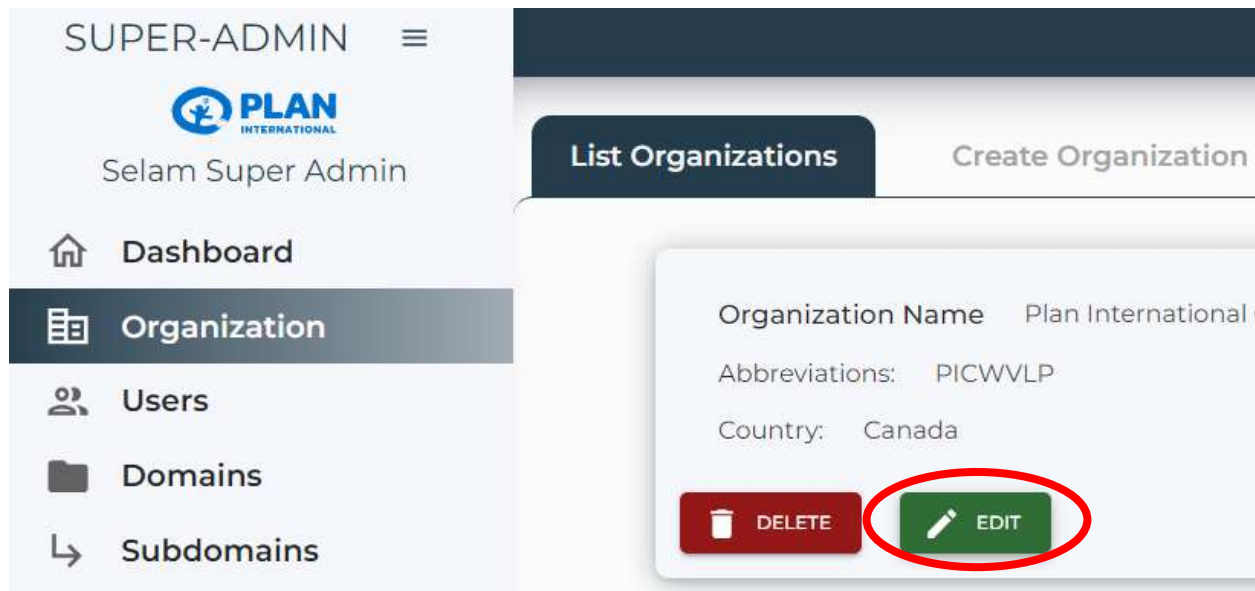 SUPER-ADMIN
PLAN
INTERNATIONAL
Selam Super Admin
Dashboard
Organization
Users
Domains
Subdomains
List Organizations
Create Organization
Organization Name Plan International
Abbreviations: PICWVLP
Country: Canada
DELETE
EDIT